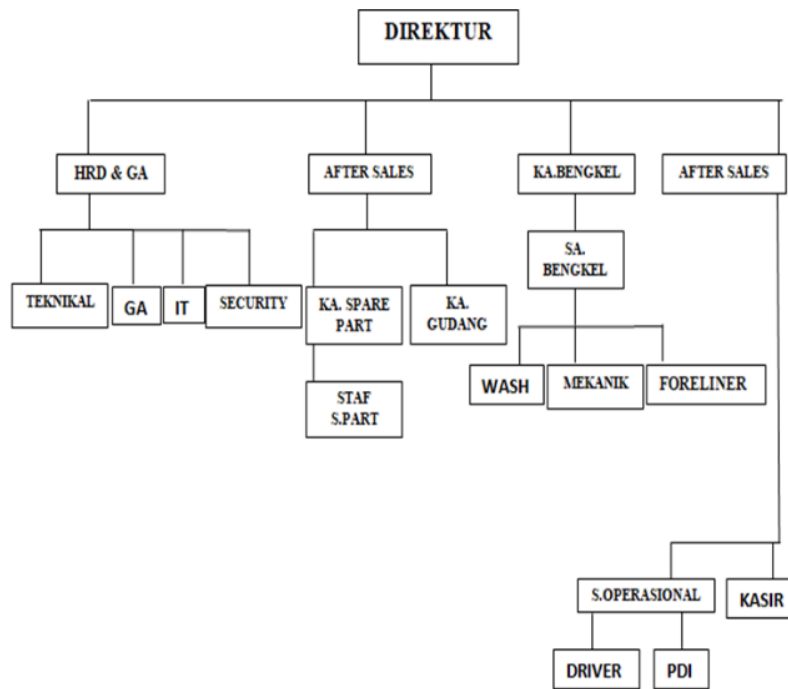 DIREKTUR
HRD & GA
AFTER SALES
KA.BENGKEL
AFTER SALES
TEKNIKAL
GA
IT
SECURITY
KA. SPARE
PART
KA.
GUDANG
SA.
BENGKEL
STAF
S.PART
WASH
MEKANIK
FORELINER
S.OPERASIONAL
KASIR
DRIVER
PDI